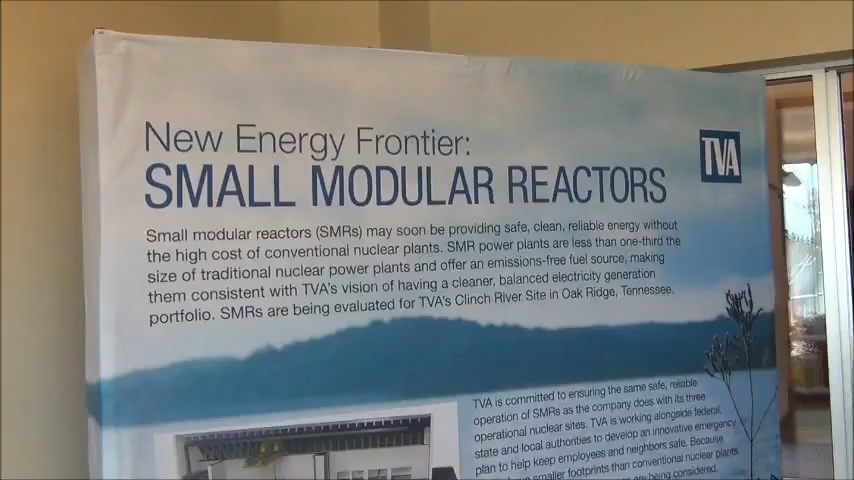 New Energy Frontier:
SMALL MODULAR REACTORS
TVA
Small modular reactors (SMRs) may soon be providing safe, clean, reliable energy without
the high cost of conventional nuclear plants. SMR power plants are less than one-third the
size of traditional nuclear power plants and offer an emissions-free fuel source, making
them consistent with TVA's vision of having a cleaner, balanced electricity generation
portfolio. SMRs are being evaluated for TVA's Clinch River Site in Oak Ridge, Tennessee.
TVA is committed to ensuring the same safe, reliable
operation of SMRs as the company does with its three
operational nuclear sites. TVA is working alongside federal,
state and local authorities to develop an innovative emergency
plan to help keep employees and neighbors safe. Because
smaller footprints than conventional nuclear plants,
are being considered.